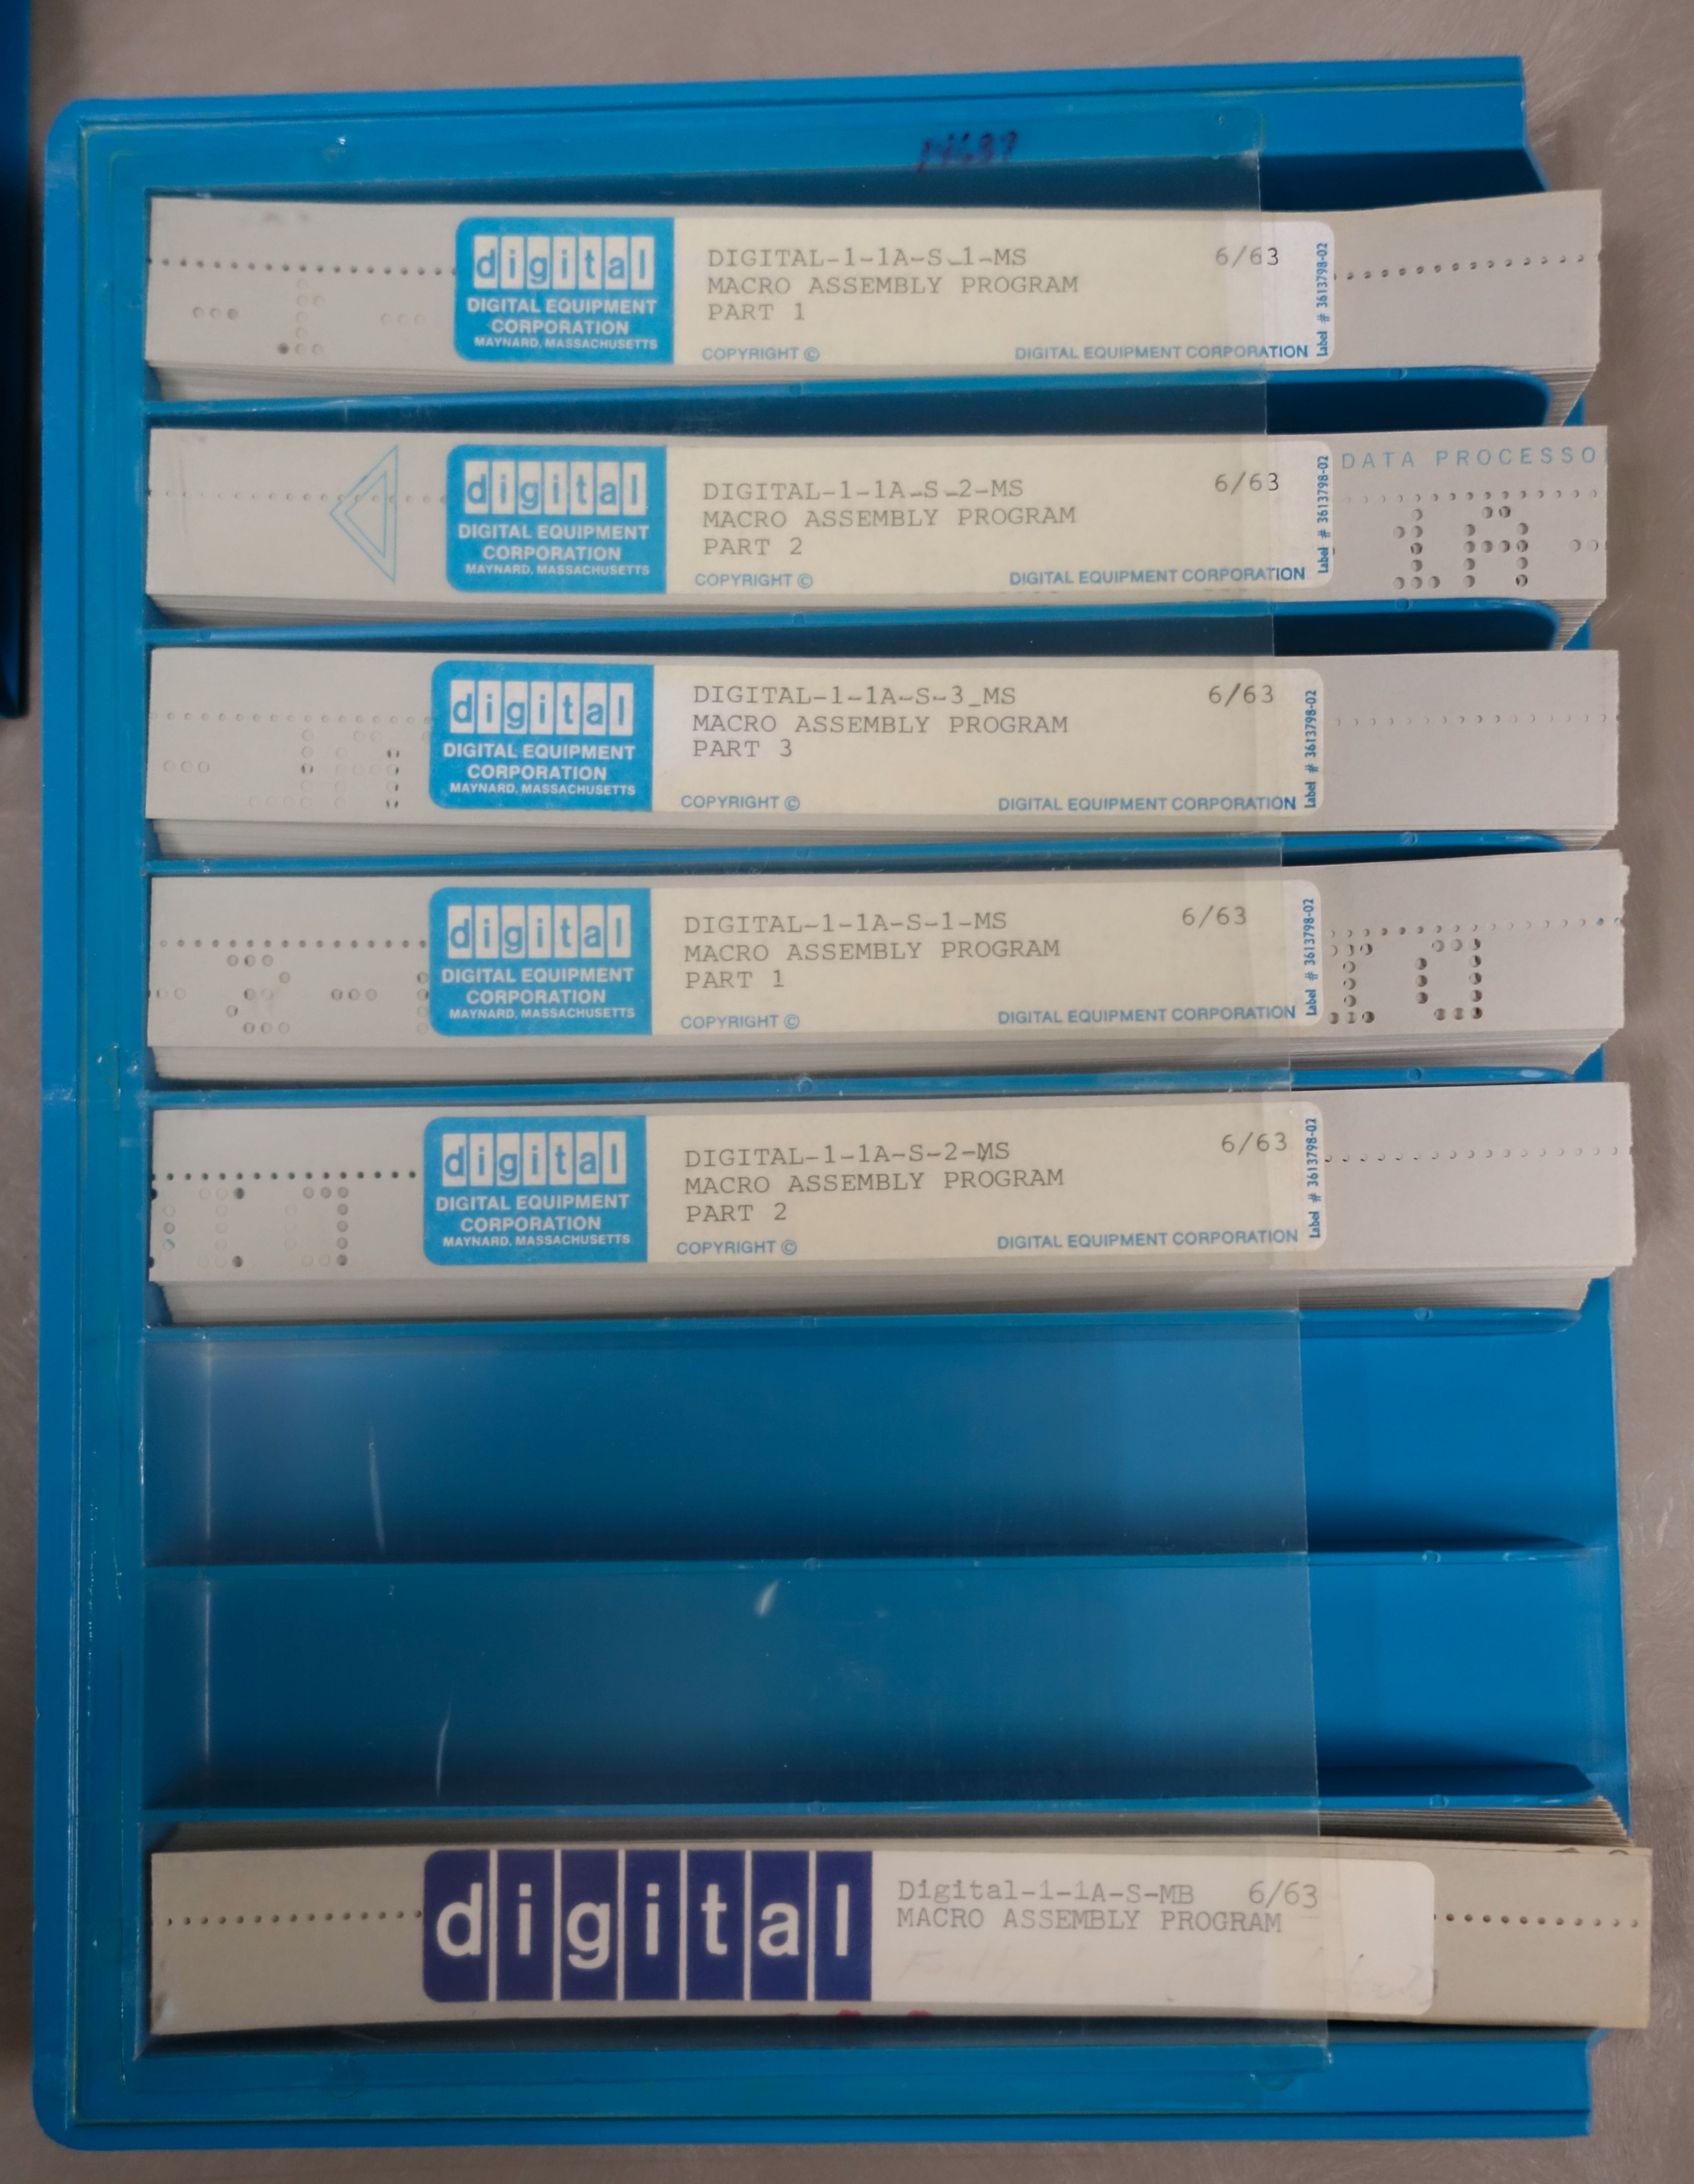 digital
DIGITAL EQUIPMENT
CORPORATION
MAYNARD, MASSACHUSETTS
DIGITAL-1-1A-S-1-MS 6/63
MACRO ASSEMBLY PROGRAM
PART 1
COPYRIGHT © DIGITAL EQUIPMENT CORPORATION
Label # 3613798-02
digital
DIGITAL EQUIPMENT
CORPORATION
MAYNARD, MASSACHUSETTS
DIGITAL-1-1A-S-2-MS 6/63
MACRO ASSEMBLY PROGRAM
PART 2
COPYRIGHT © DIGITAL EQUIPMENT CORPORATION
Label # 3613798-02
DATA PROCESSO
1A
digital
DIGITAL EQUIPMENT
CORPORATION
MAYNARD, MASSACHUSETTS
DIGITAL-1-1A-S-3_MS 6/63
MACRO ASSEMBLY PROGRAM
PART 3
COPYRIGHT © DIGITAL EQUIPMENT CORPORATION
Label # 3613798-02
digital
DIGITAL EQUIPMENT
CORPORATION
MAYNARD, MASSACHUSETTS
DIGITAL-1-1A-S-1-MS 6/63
MACRO ASSEMBLY PROGRAM
PART 1
COPYRIGHT © DIGITAL EQUIPMENT CORPORATION
Label # 3613798-02
digital
DIGITAL EQUIPMENT
CORPORATION
MAYNARD, MASSACHUSETTS
DIGITAL-1-1A-S-2-MS 6/63
MACRO ASSEMBLY PROGRAM
PART 2
COPYRIGHT © DIGITAL EQUIPMENT CORPORATION
Label # 3613798-02
digital
Digital-1-1A-S-MB 6/63
MACRO ASSEMBLY PROGRAM